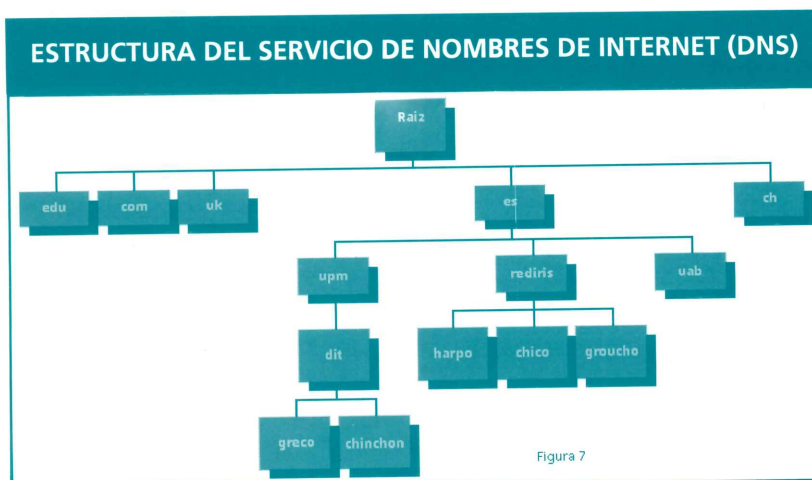 ESTRUCTURA DEL SERVICIO DE NOMBRES DE INTERNET (DNS)
Raiz
edu com uk es ch
upm rediris uab
dit harpo chico groucho
greco chinchon
Figura 7